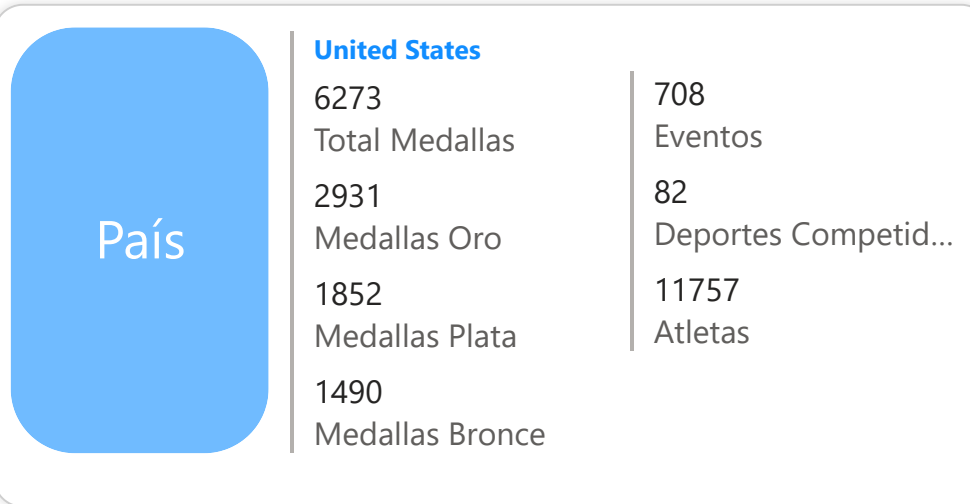 País
United States
6273
Total Medallas
2931
Medallas Oro
1852
Medallas Plata
1490
Medallas Bronce
708
Eventos
82
Deportes Competid...
11757
Atletas